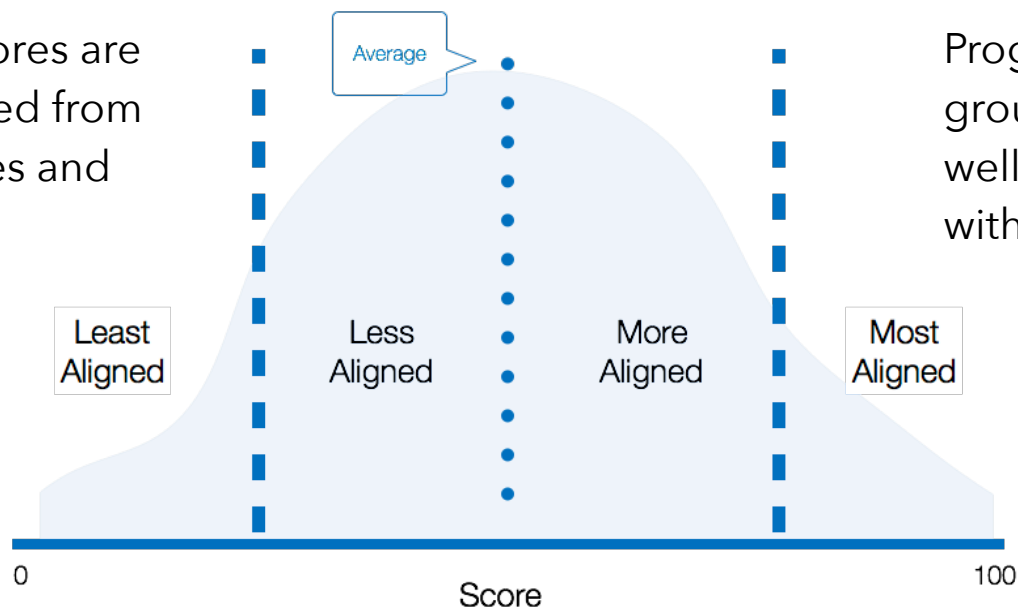 ores are
ed from
es and
Average
Prog
grou
well
with
Least
Aligned
Less
Aligned
More
Aligned
Most
Aligned
0
100
Score